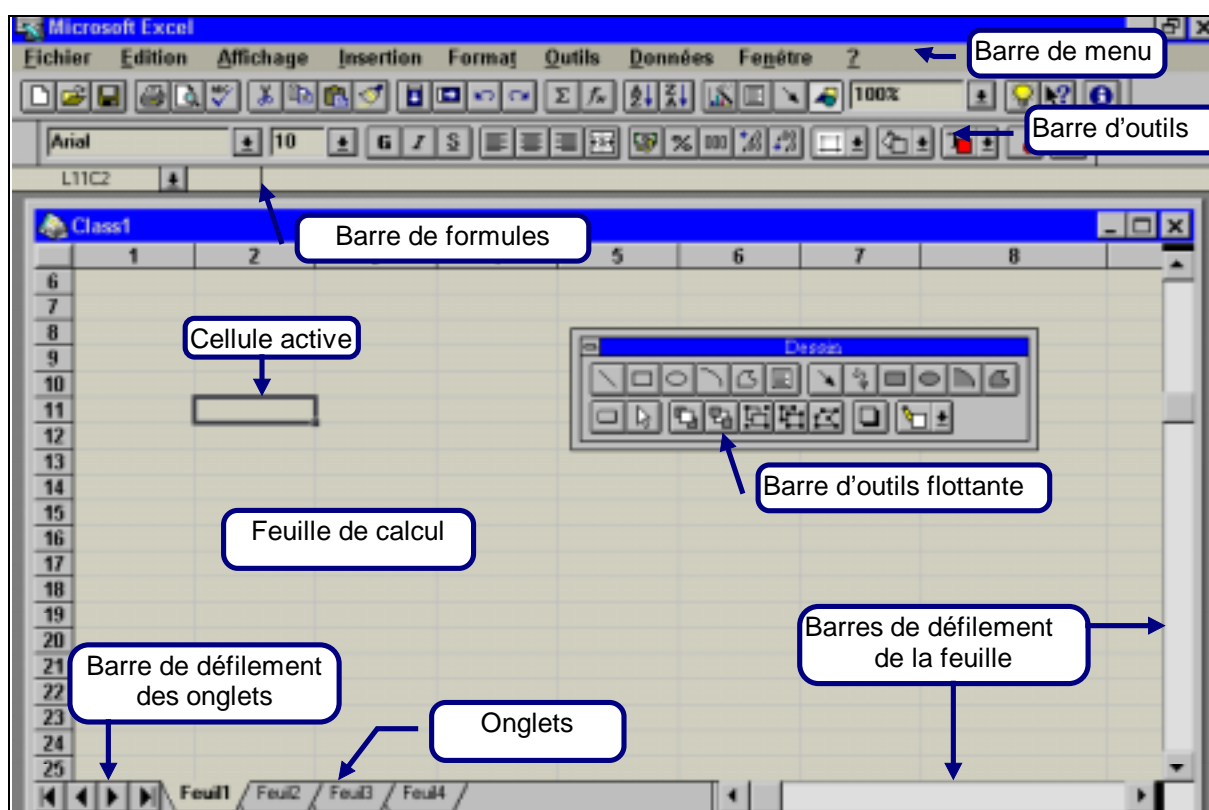 Microsoft Excel
Fichier Edition Affichage Insertion Format Outils Données Fenêtre ?
Barre de menu
100%
Barre d'outils
Arial 10 G I S
L11C2
Barre de formules
Class1
1 2 5 6 7 8
6
7
8
Cellule active
Dessin
9
10
11
12
13
Barre d'outils flottante
14
15
Feuille de calcul
16
17
18
19
Barres de défilement
de la feuille
20
21
Barre de défilement
des onglets
22
23
Onglets
24
25
Feuil1 Feuil2 Feuil3 Feuil4